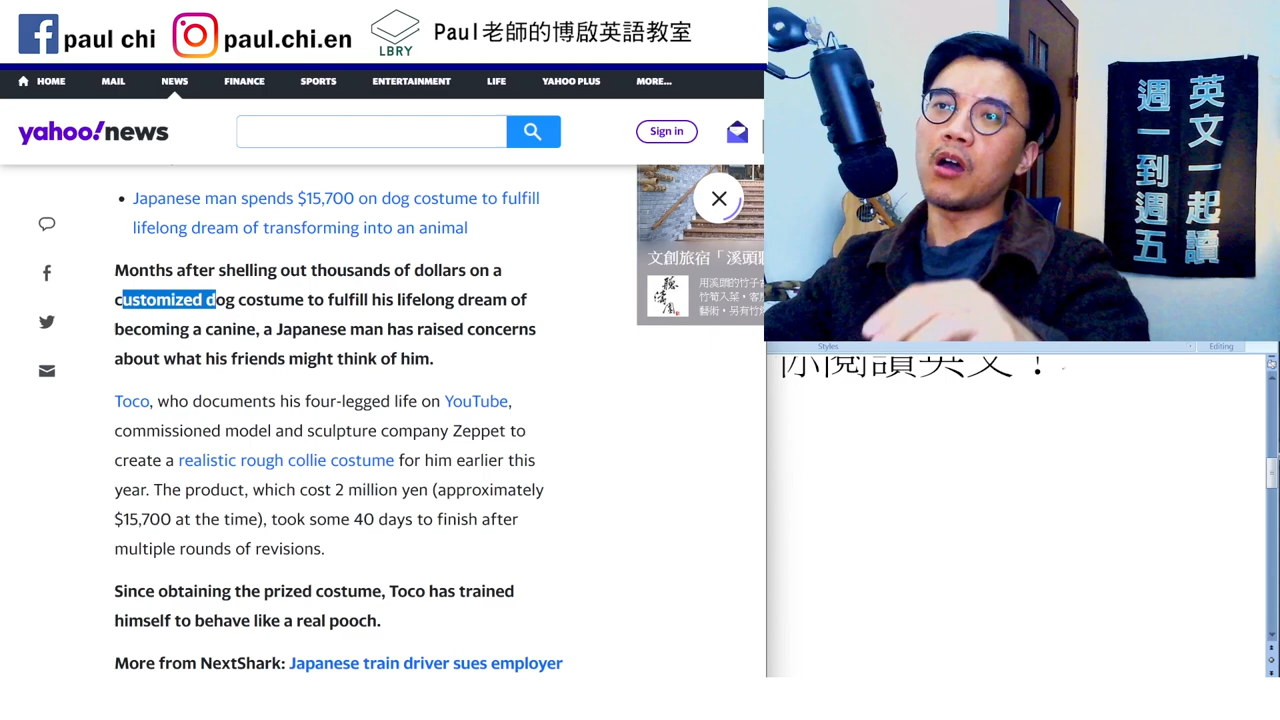 paul chi
paul.chi.en
LBRY
Paul老師的博啟英語教室
HOME MAIL NEWS FINANCE SPORTS ENTERTAINMENT LIFE YAHOO PLUS MORE...
yahoo!news
Sign in
Japanese man spends $15,700 on dog costume to fulfill
lifelong dream of transforming into an animal
Months after shelling out thousands of dollars on a
customized dog costume to fulfill his lifelong dream of
becoming a canine, a Japanese man has raised concerns
about what his friends might think of him.
Toco, who documents his four-legged life on YouTube,
commissioned model and sculpture company Zeppet to
create a realistic rough collie costume for him earlier this
year. The product, which cost 2 million yen (approximately
$15,700 at the time), took some 40 days to finish after
multiple rounds of revisions.
Since obtaining the prized costume, Toco has trained
himself to behave like a real pooch.
More from NextShark: Japanese train driver sues employer
文創旅宿「溪頭
英文一起讀
週一到週五
Styles
Editing
你閱讀英文！